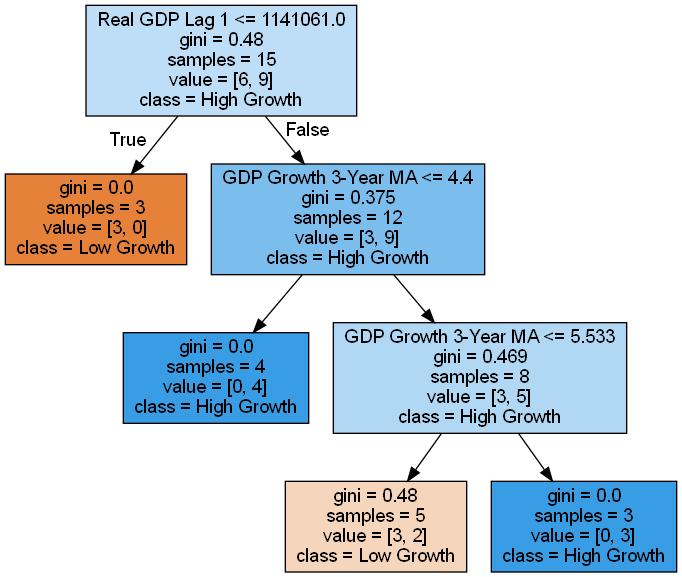 Real GDP Lag 1 <= 1141061.0
gini = 0.48
samples = 15
value = [6, 9]
class = High Growth
True
False
gini = 0.0
samples = 3
value = [3, 0]
class = Low Growth
GDP Growth 3-Year MA <= 4.4
gini = 0.375
samples = 12
value = [3, 9]
class = High Growth
gini = 0.0
samples = 4
value = [0, 4]
class = High Growth
GDP Growth 3-Year MA <= 5.533
gini = 0.469
samples = 8
value = [3, 5]
class = High Growth
gini = 0.48
samples = 5
value = [3, 2]
class = Low Growth
gini = 0.0
samples = 3
value = [0, 3]
class = High Growth